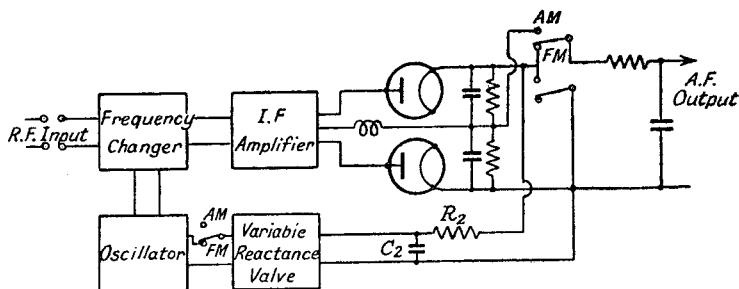 AM
FM
A.F.
Output
R.F. Input
Frequency
Changer
I.F
Amplifier
Oscillator
AM
FM
Variable
Reactance
Valve
C2
R2